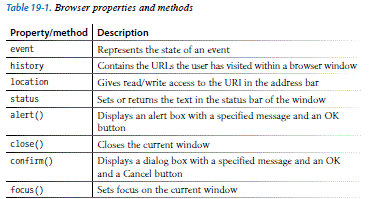 Table 19-1. Browser properties and methods
Property/method Description
event Represents the state of an event
history Contains the URLs the user has visited within a browser window
location Gives read/write access to the URI in the address bar
status Sets or returns the text in the status bar of the window
alert() Displays an alert box with a specified message and an OK
button
close() Closes the current window
confirm() Displays a dialog box with a specified message and an OK
and a Cancel button
focus() Sets focus on the current window